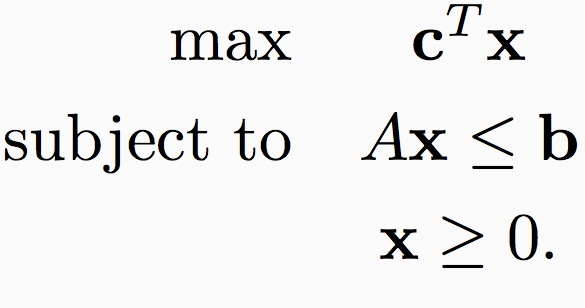 max c^T x
subject to Ax ≤ b
x ≥ 0.